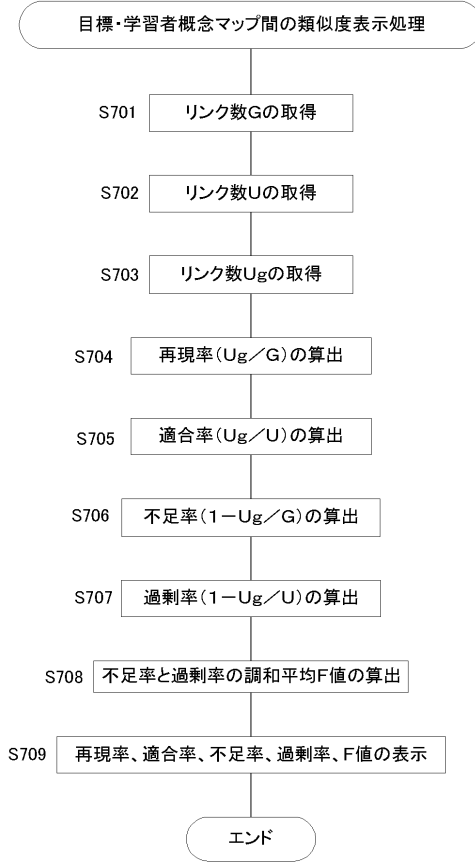 目標・学習者概念マップ間の類似度表示処理
S701 リンク数Gの取得
S702 リンク数Uの取得
S703 リンク数Ugの取得
S704 再現率(Ug/G)の算出
S705 適合率(Ug/U)の算出
S706 不足率(1-Ug/G)の算出
S707 過剰率(1-Ug/U)の算出
S708 不足率と過剰率の調和平均F値の算出
S709 再現率、適合率、不足率、過剰率、F値の表示
エンド